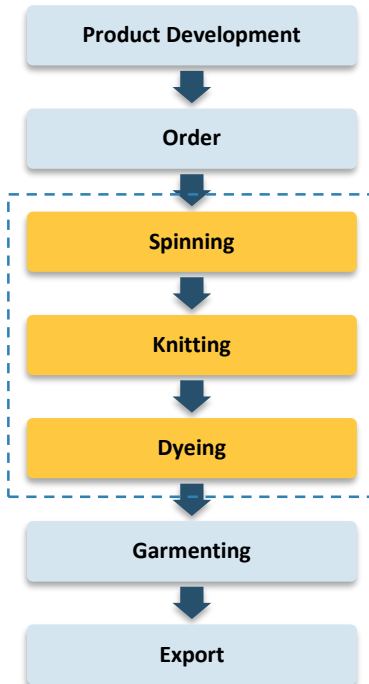 Product Development
Order
Spinning
Knitting
Dyeing
Garmenting
Export